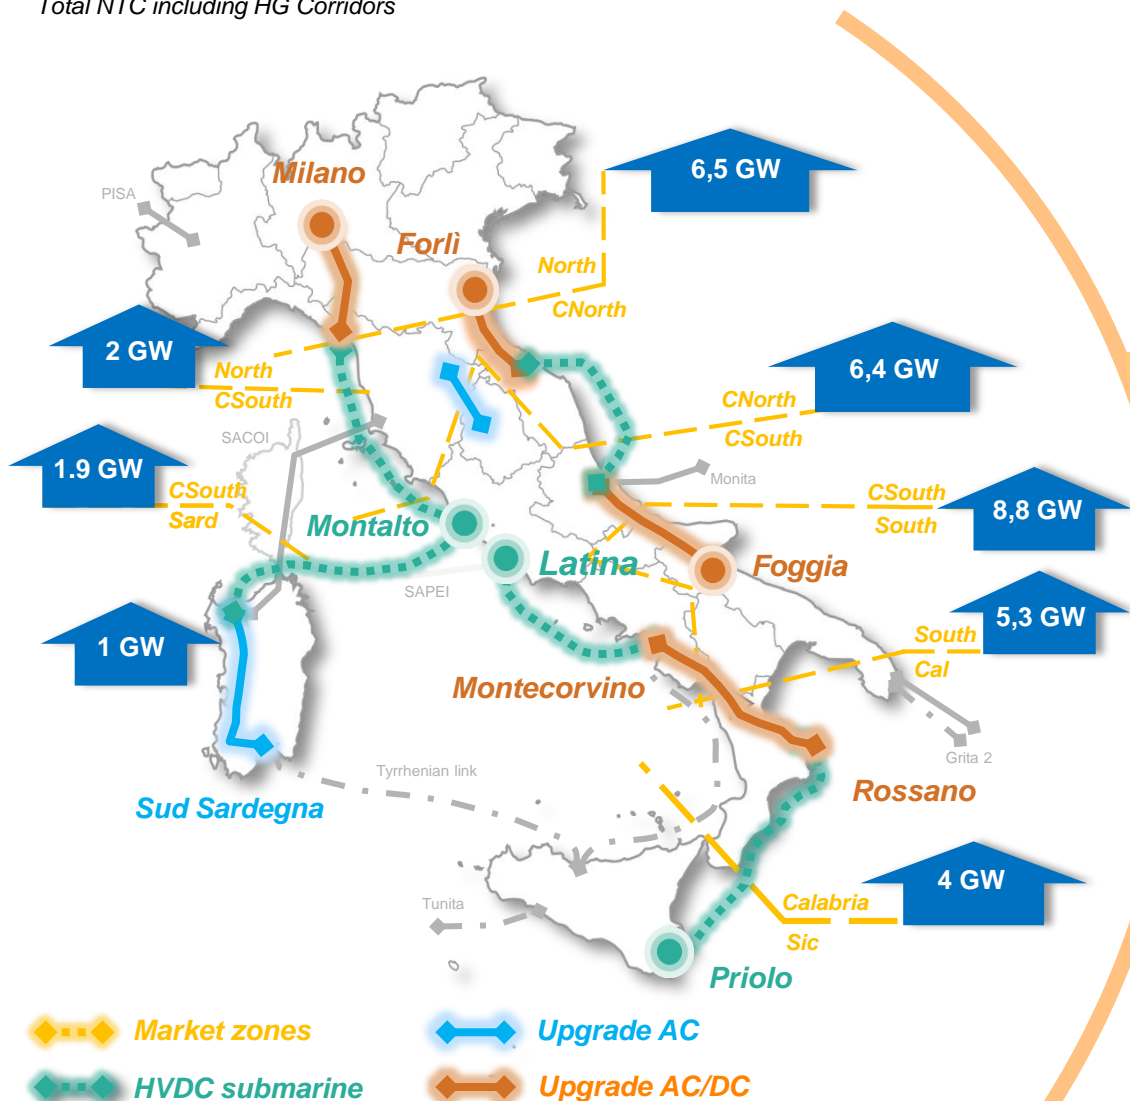 Total NTC including HG Corridors
6,5 GW
Milano
PISA
Forlì
North
CNorth
2 GW
6,4 GW
North
CSouth
CNorth
CSouth
SACOI
1.9 GW
Monita
CSouth
Sard
CSouth
South
8,8 GW
Montalto
Latina
Foggia
SAPEI
5,3 GW
1 GW
South
Cal
Montecorvino
Grita 2
Tyrrhenian link
Rossano
Sud Sardegna
4 GW
Tunita
Calabria
Sic
Priolo
Market zones
Upgrade AC
HVDC submarine
Upgrade AC/DC